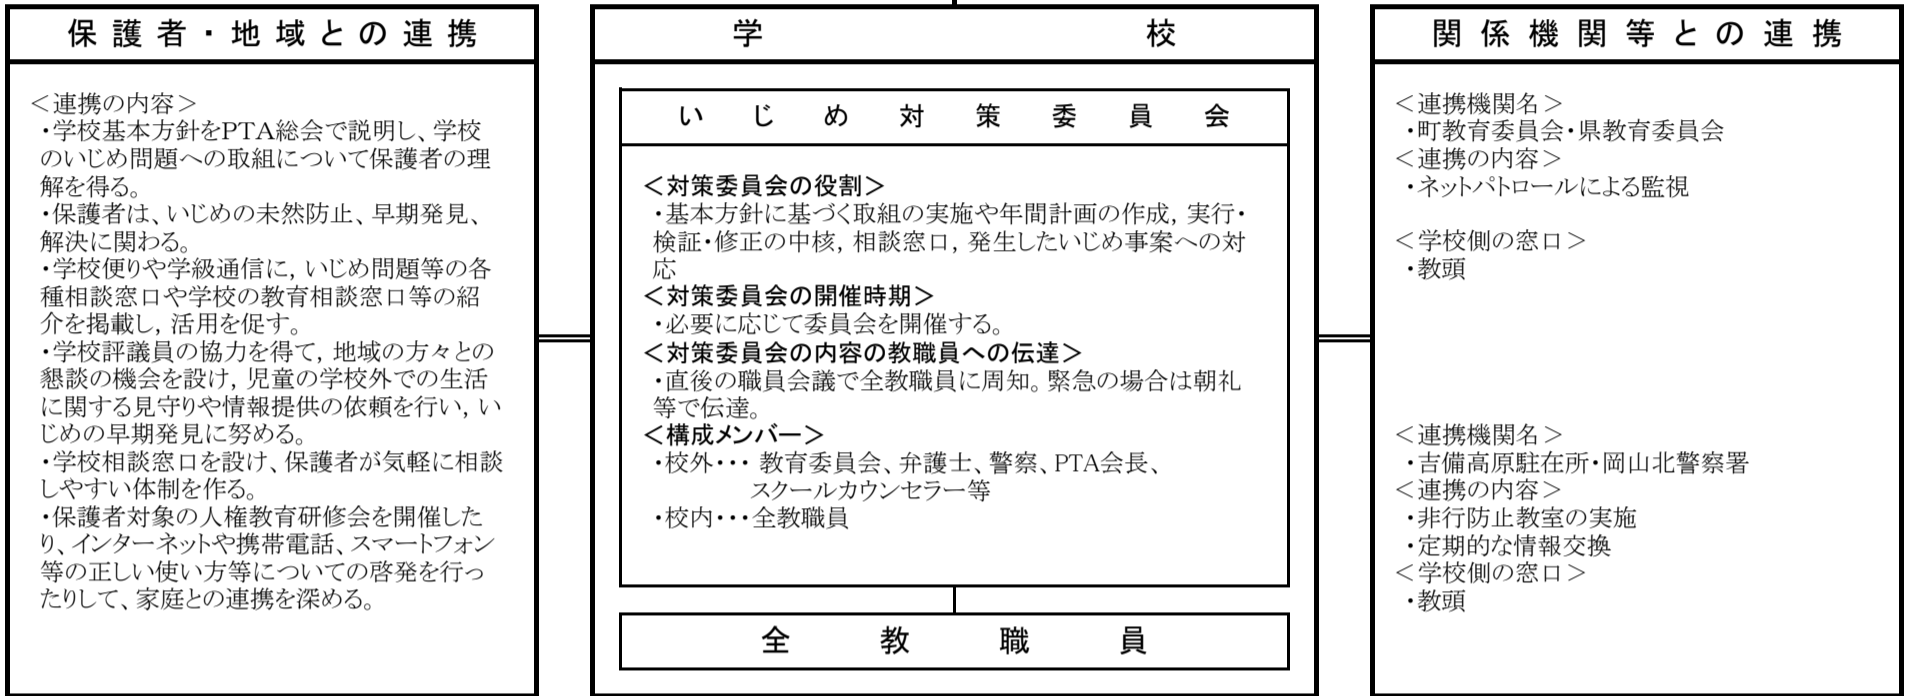 保護者・地域との連携
＜連携の内容＞
・学校基本方針をPTA総会で説明し、学校
のいじめ問題への取組について保護者の理
解を得る。
・保護者は、いじめの未然防止、早期発見、
解決に関わる。
・学校便りや学級通信に，いじめ問題等の各
種相談窓口や学校の教育相談窓口等の紹
介を掲載し，活用を促す。
・学校評議員の協力を得て，地域の方々との
懇談の機会を設け，児童の学校外での生活
に関する見守りや情報提供の依頼を行い，い
じめの早期発見に努める。
・学校相談窓口を設け、保護者が気軽に相談
しやすい体制を作る。
・保護者対象の人権教育研修会を開催した
り、インターネットや携帯電話、スマートフォン
等の正しい使い方等についての啓発を行っ
たりして、家庭との連携を深める。
学校
いじめ対策委員会
＜対策委員会の役割＞
・基本方針に基づく取組の実施や年間計画の作成，実行・
検証・修正の中核，相談窓口，発生したいじめ事案への対
応
＜対策委員会の開催時期＞
・必要に応じて委員会を開催する。
＜対策委員会の内容の教職員への伝達＞
・直後の職員会議で全教職員に周知。緊急の場合は朝礼
等で伝達。
＜構成メンバー＞
・校外・・・ 教育委員会、弁護士、警察、PTA会長、
スクールカウンセラー等
・校内・・・全教職員
全教職員
関係機関等との連携
＜連携機関名＞
・町教育委員会・県教育委員会
＜連携の内容＞
・ネットパトロールによる監視
＜学校側の窓口＞
・教頭
＜連携機関名＞
・吉備高原駐在所・岡山北警察署
＜連携の内容＞
・非行防止教室の実施
・定期的な情報交換
＜学校側の窓口＞
・教頭